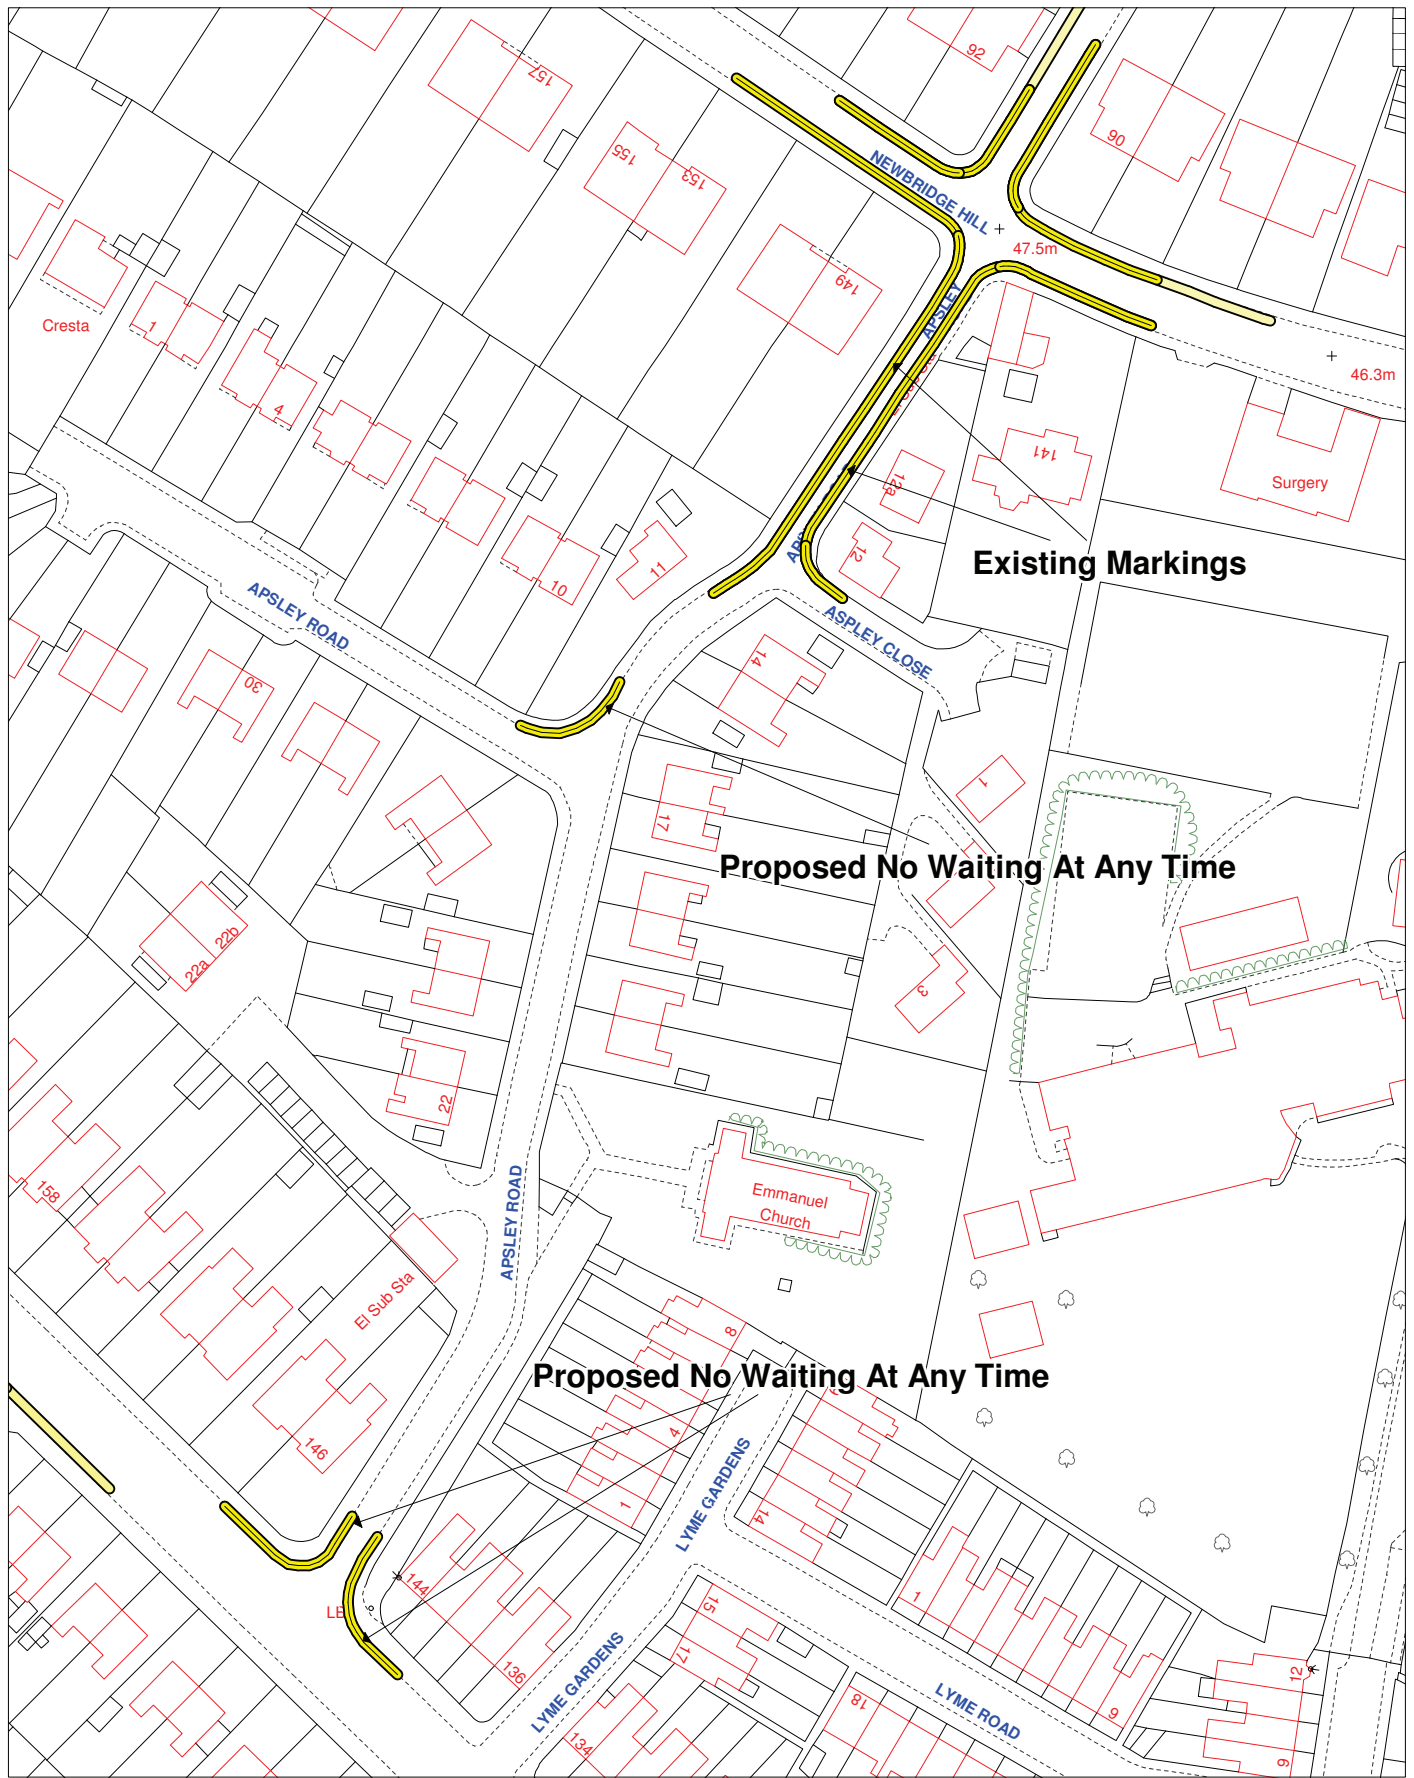 92
157
155
153
90
NEWBRIDGE HILL
47.5m
149
APSLEY
Cresta
1
4
46.3m
141
12a
Surgery
12
11
10
Existing Markings
APSLEY ROAD
ASPLEY CLOSE
14
30
1
17
Proposed No Waiting At Any Time
22b
22a
3
22
158
APSLEY ROAD
Emmanuel
Church
El Sub Sta
8
Proposed No Waiting At Any Time
4
146
1
LYME GARDENS
14
144
1
15
17
136
LYME GARDENS
12
18
LYME ROAD
9
134